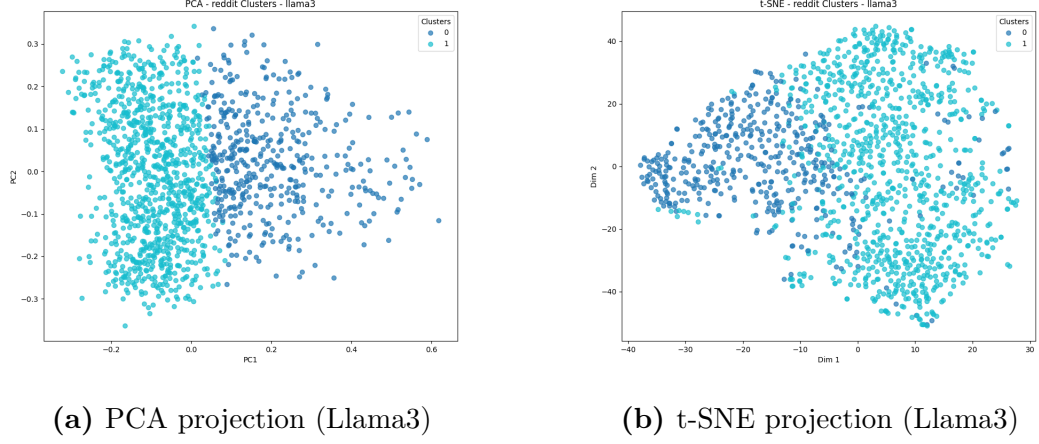 PCA - reddit Clusters - llama3
Clusters
0
1
0.3
0.2
0.1
0.0
−0.1
−0.2
−0.3
PC2
−0.2
0.0
0.2
0.4
0.6
PC1
t-SNE - reddit Clusters - llama3
Clusters
0
1
40
20
0
−20
−40
Dim 2
−40
−30
−20
−10
0
10
20
30
Dim 1
(a) PCA projection (Llama3)
(b) t-SNE projection (Llama3)